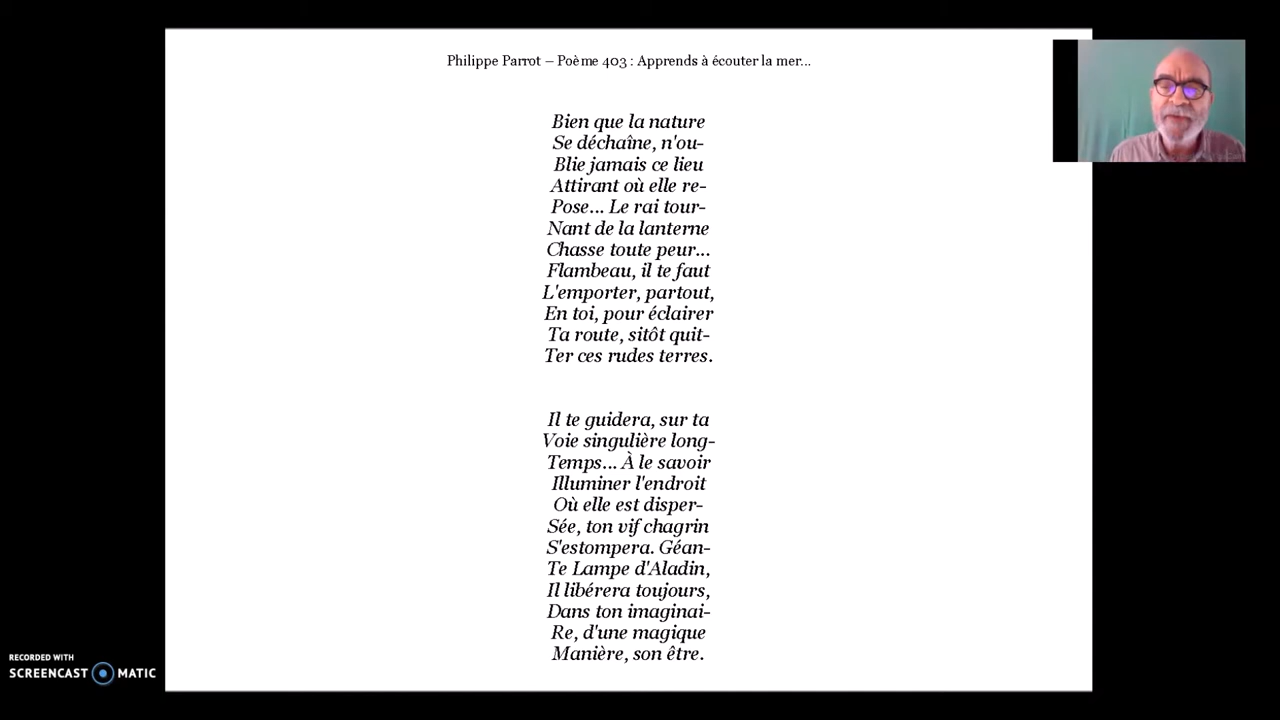 Philippe Parrot – Poème 403 : Apprends à écouter la mer...
Bien que la nature
Se déchaîne, n'ou-
Blie jamais ce lieu
Attirant où elle re-
Pose... Le rai tour-
Nant de la lanterne
Chasse toute peur...
Flambeau, il te faut
L'emporter, partout,
En toi, pour éclairer
Ta route, sitôt quit-
Ter ces rudes terres.
Il te guidera, sur ta
Voie singulière long-
Temps... À le savoir
Illuminer l'endroit
Où elle est disper-
Sée, ton vif chagrin
S'estompera. Géan-
Te Lampe d'Aladin,
Il libérera toujours,
Dans ton imaginai-
Re, d'une magique
Manière, son être.
RECORDED WITH
SCREENCAST MATIC